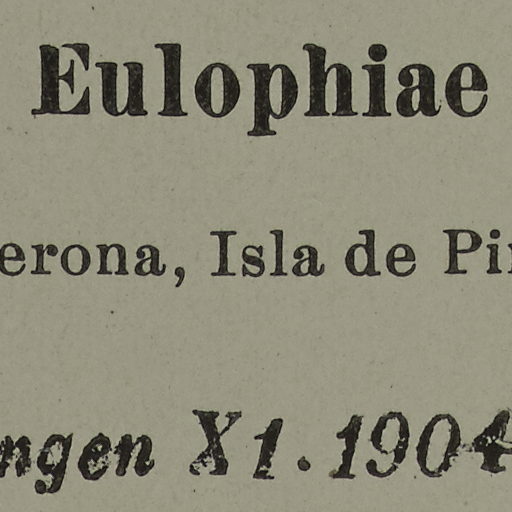 Eulophiae
erona, Isla de Pi
ngen X1.1904